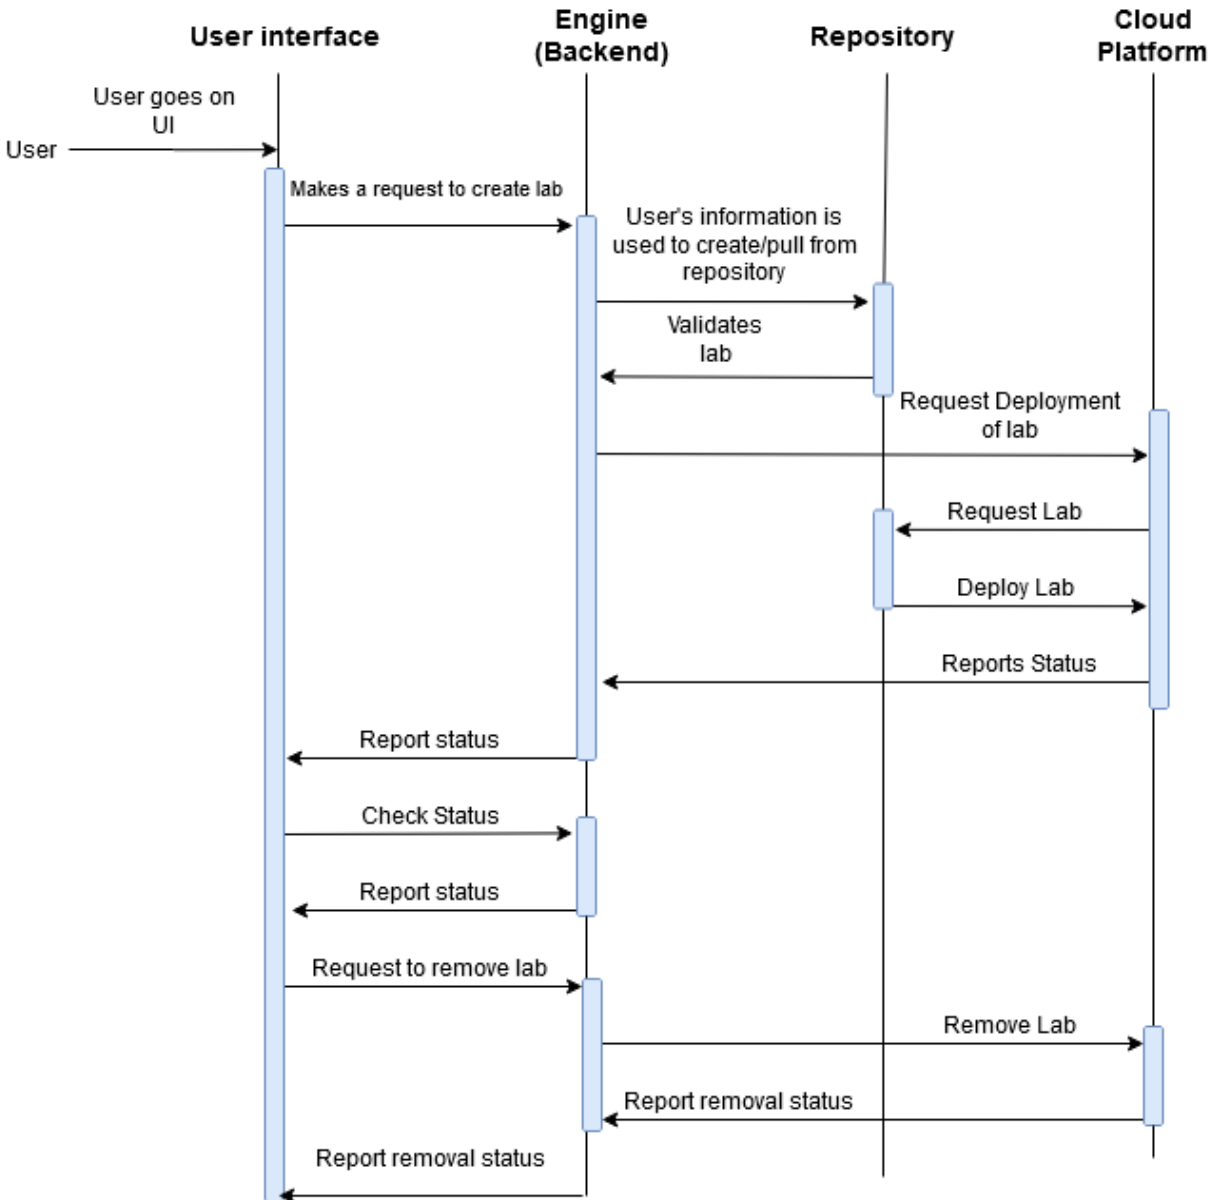 User interface
Engine
(Backend)
Repository
Cloud
Platform
User goes on
UI
User
Makes a request to create lab
User's information is
used to create/pull from
repository
Validates
lab
Request Deployment
of lab
Request Lab
Deploy Lab
Reports Status
Report status
Check Status
Report status
Request to remove lab
Remove Lab
Report removal status
Report removal status